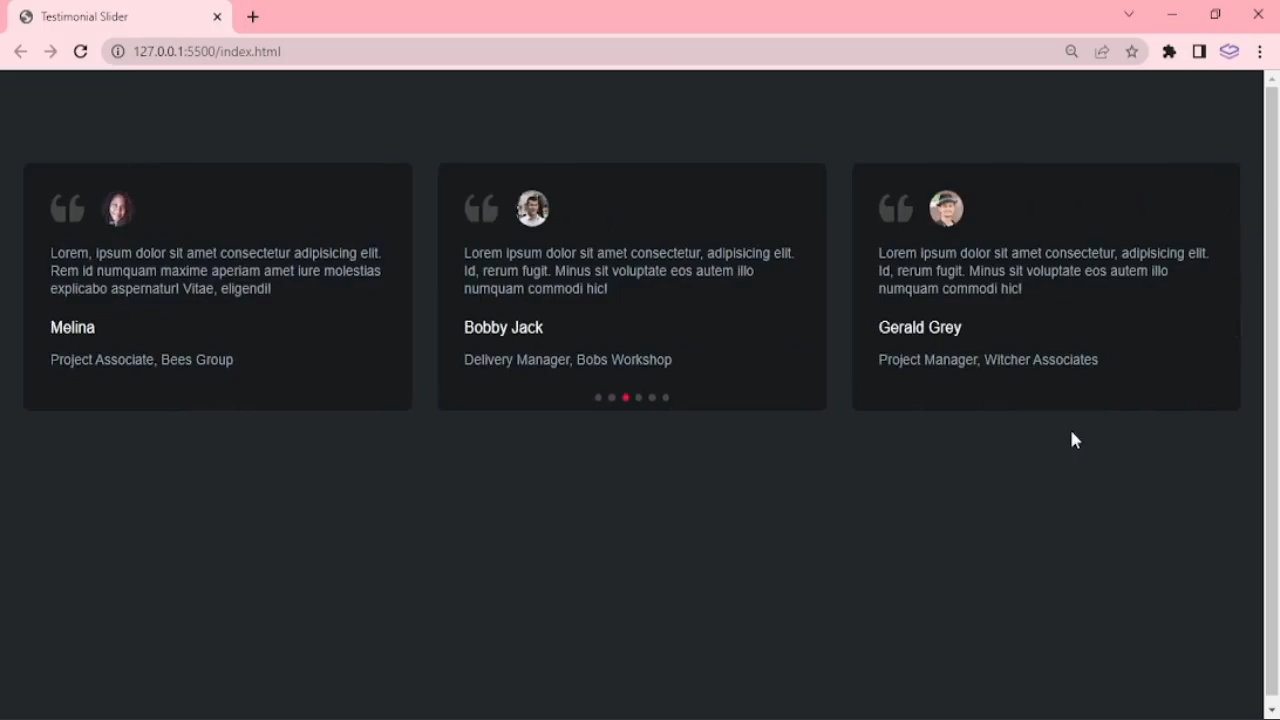 Testimonial Slider
127.0.0.1:5500/index.html
Lorem, ipsum dolor sit amet consectetur adipisicing elit.
Rem id numquam maxime aperiam amet iure molestias
explicabo aspernatur! Vitae, eligendi!
Melina
Project Associate, Bees Group
Lorem ipsum dolor sit amet consectetur, adipisicing elit.
Id, rerum fugit. Minus sit voluptate eos autem illo
numquam commodi hic!
Bobby Jack
Delivery Manager, Bobs Workshop
Lorem ipsum dolor sit amet consectetur, adipisicing elit.
Id, rerum fugit. Minus sit voluptate eos autem illo
numquam commodi hic!
Gerald Grey
Project Manager, Witcher Associates